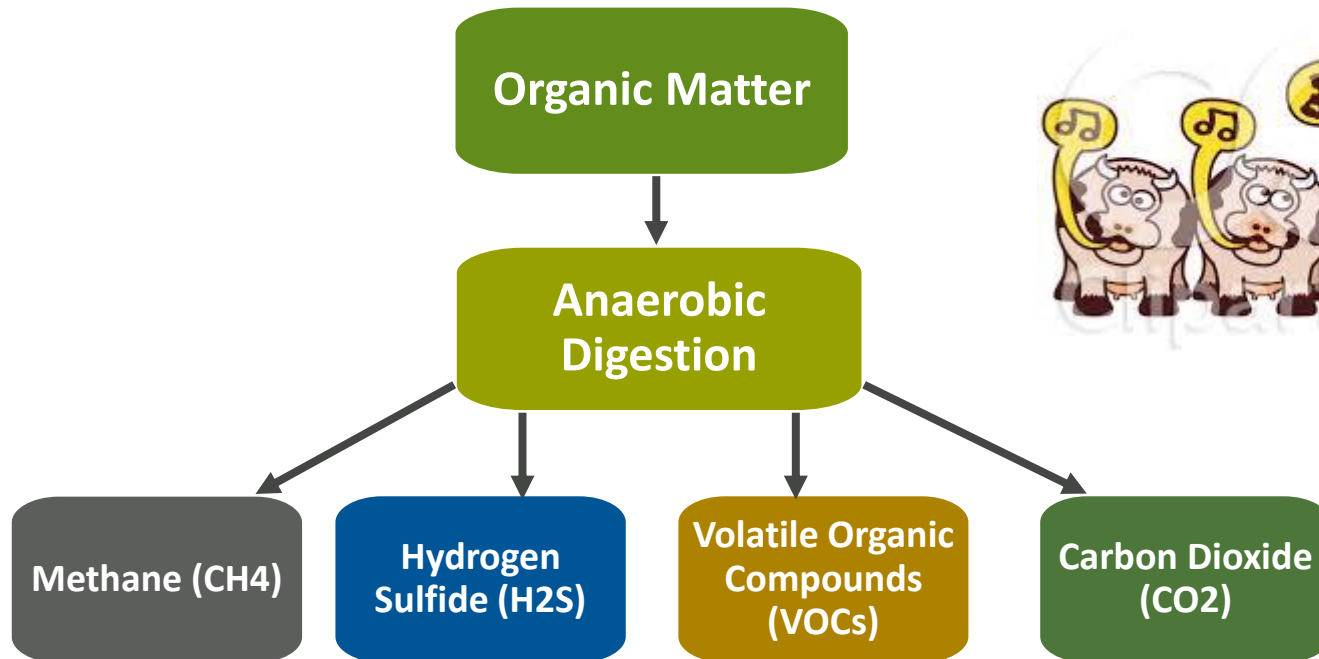 Organic Matter
Anaerobic
Digestion
Methane (CH4)
Hydrogen
Sulfide (H2S)
Volatile Organic
Compounds
(VOCs)
Carbon Dioxide
(CO2)